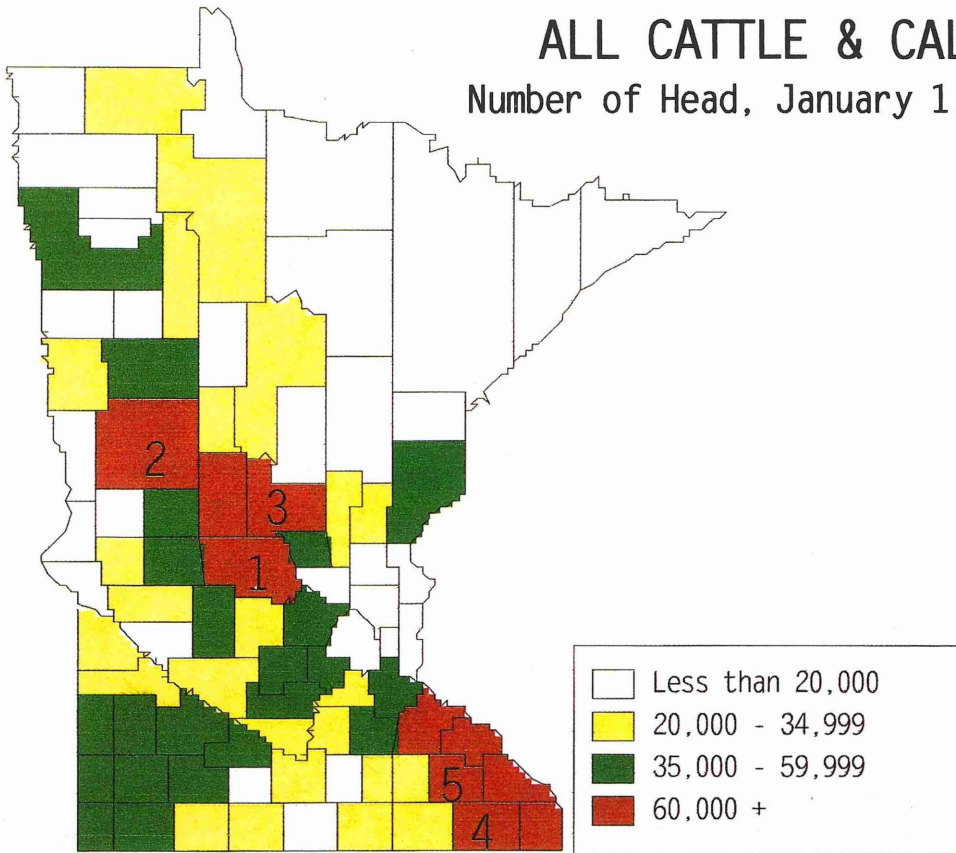 ALL CATTLE & CAL
Number of Head, January 1,
2
3
1
5
4
Less than 20,000
20,000 - 34,999
35,000 - 59,999
60,000 +